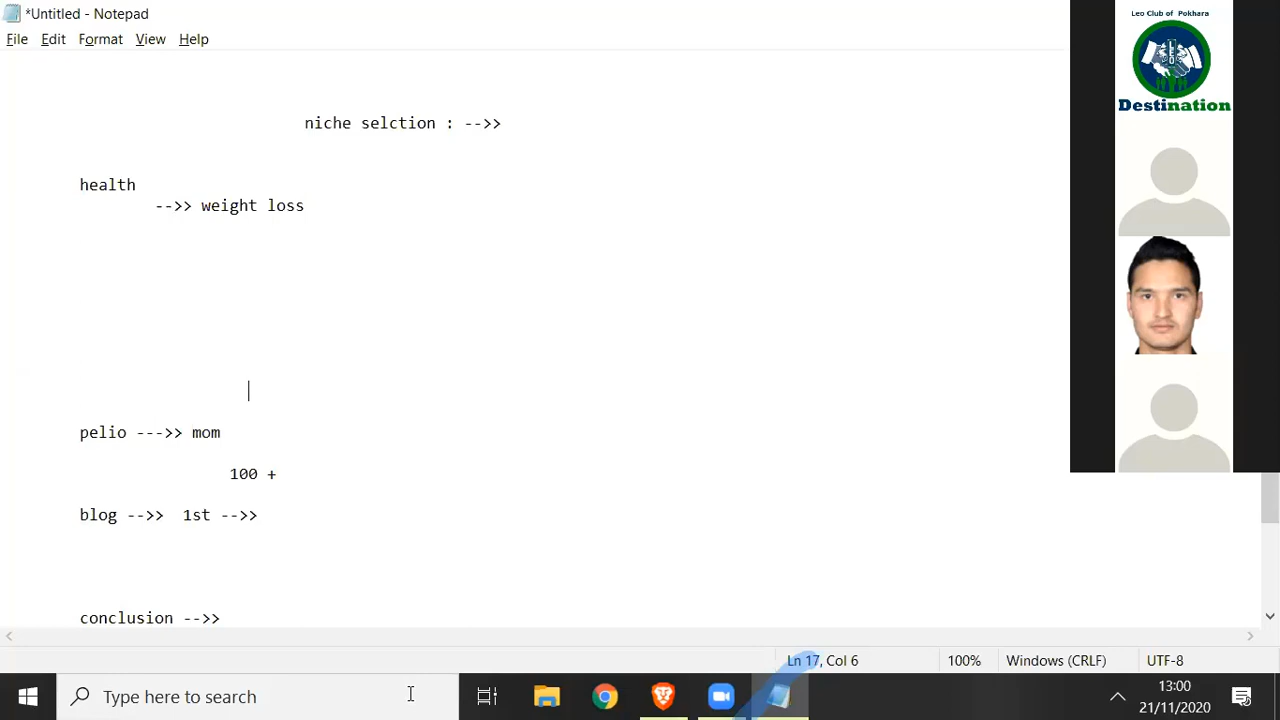 *Untitled - Notepad
File Edit Format View Help
niche selction : -->>
health
-->> weight loss
pelio --->> mom
100 +
blog -->> 1st -->>
conclusion -->>
Leo Club of Pokhara
LEO
Destination
Ln 17, Col 6
100%
Windows (CRLF)
UTF-8
Type here to search
13:00
21/11/2020